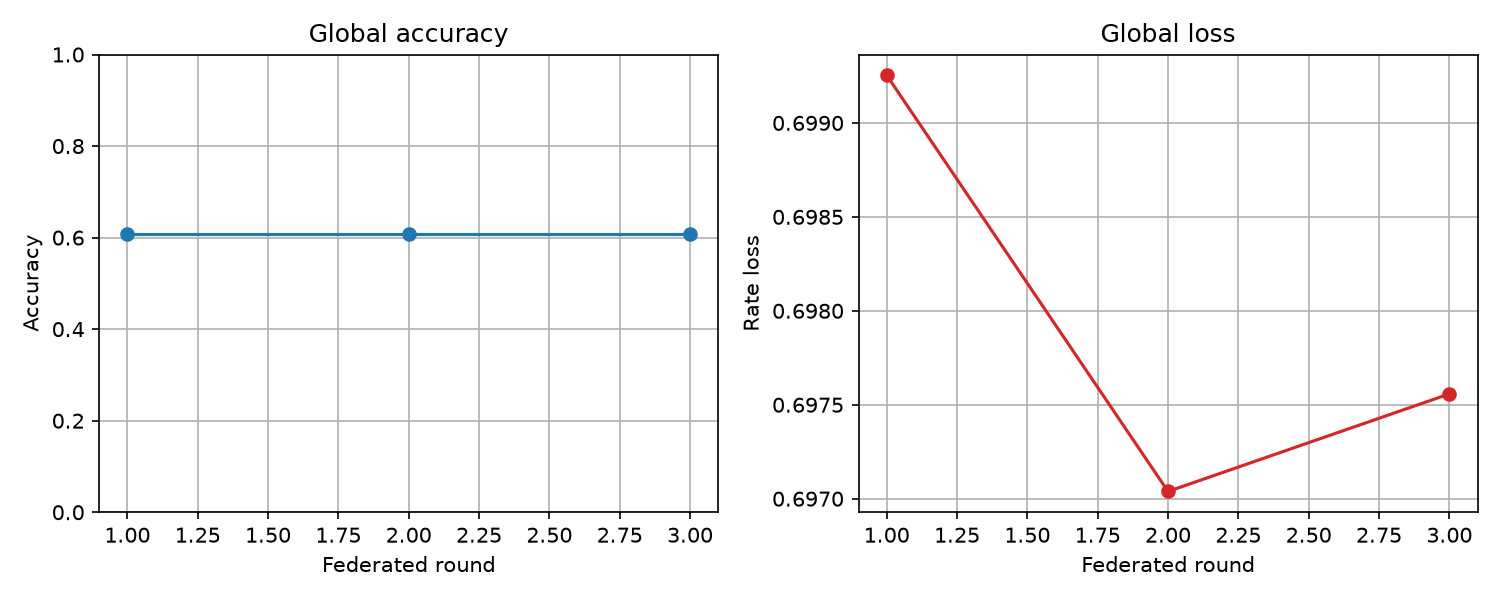 Global accuracy
1.0
0.8
0.6
0.4
0.2
0.0
Accuracy
1.00 1.25 1.50 1.75 2.00 2.25 2.50 2.75 3.00
Federated round
Global loss
0.6990
0.6985
0.6980
0.6975
0.6970
Rate loss
1.00 1.25 1.50 1.75 2.00 2.25 2.50 2.75 3.00
Federated round